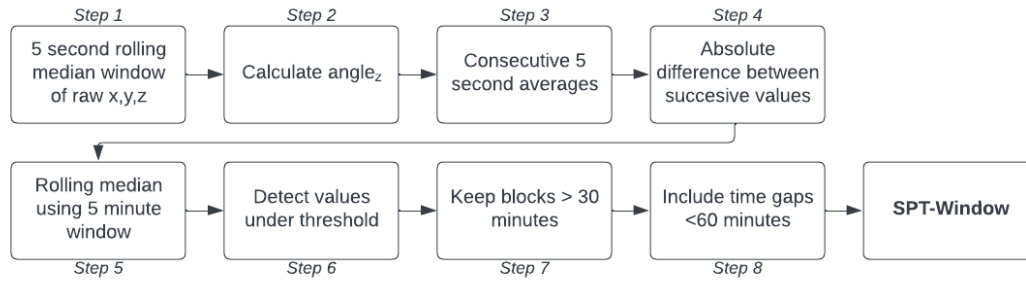 Step 1
5 second rolling
median window
of raw x,y,z
Step 2
Calculate anglez
Step 3
Consecutive 5
second averages
Step 4
Absolute
difference between
succesive values
Rolling median
using 5 minute
window
Step 5
Detect values
under threshold
Step 6
Keep blocks > 30
minutes
Step 7
Include time gaps
<60 minutes
Step 8
SPT-Window